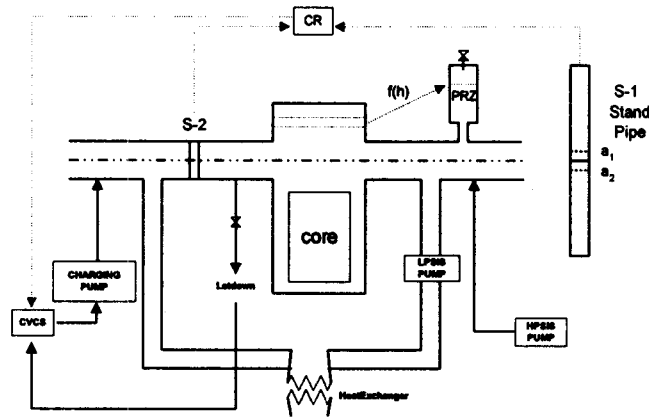 CR
f(h)
PRZ
S-1
Stand
Pipe
S-2
a1
a2
core
CHARGING
PUMP
Letdown
LPSIS
PUMP
CVCS
HPSIS
PUMP
HeatExchanger